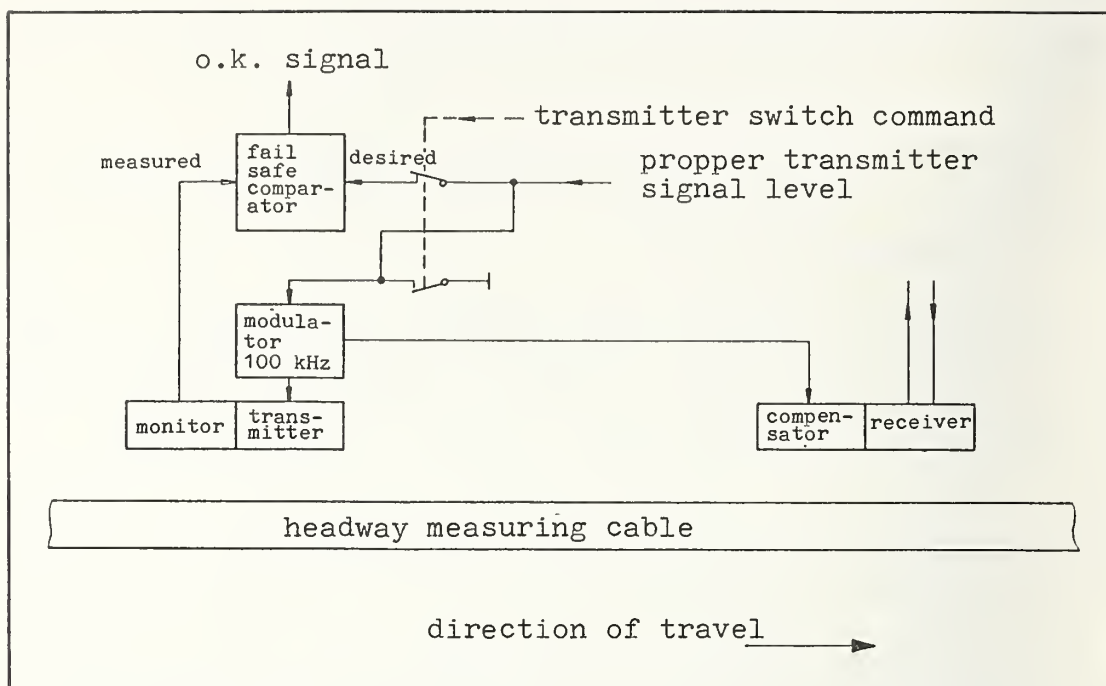 o.k. signal
transmitter switch command
measured
fail
safe
compar-
ator
desired
propper transmitter
signal level
modula-
tor
100 kHz
monitor
trans-
mitter
compen-
sator
receiver
headway measuring cable
direction of travel